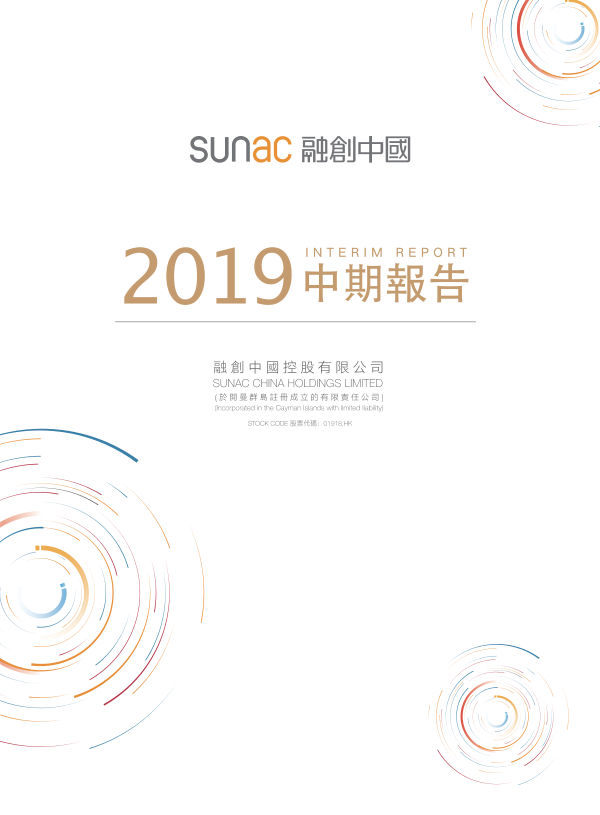 sunac 融創中國
2019 INTERIM REPORT
中期報告
融創中國控股有限公司
SUNAC CHINA HOLDINGS LIMITED
(於開曼群島註冊成立的有限責任公司)
(Incorporated in the Cayman Islands with limited liability)
STOCK CODE 股票代碼：01918.HK